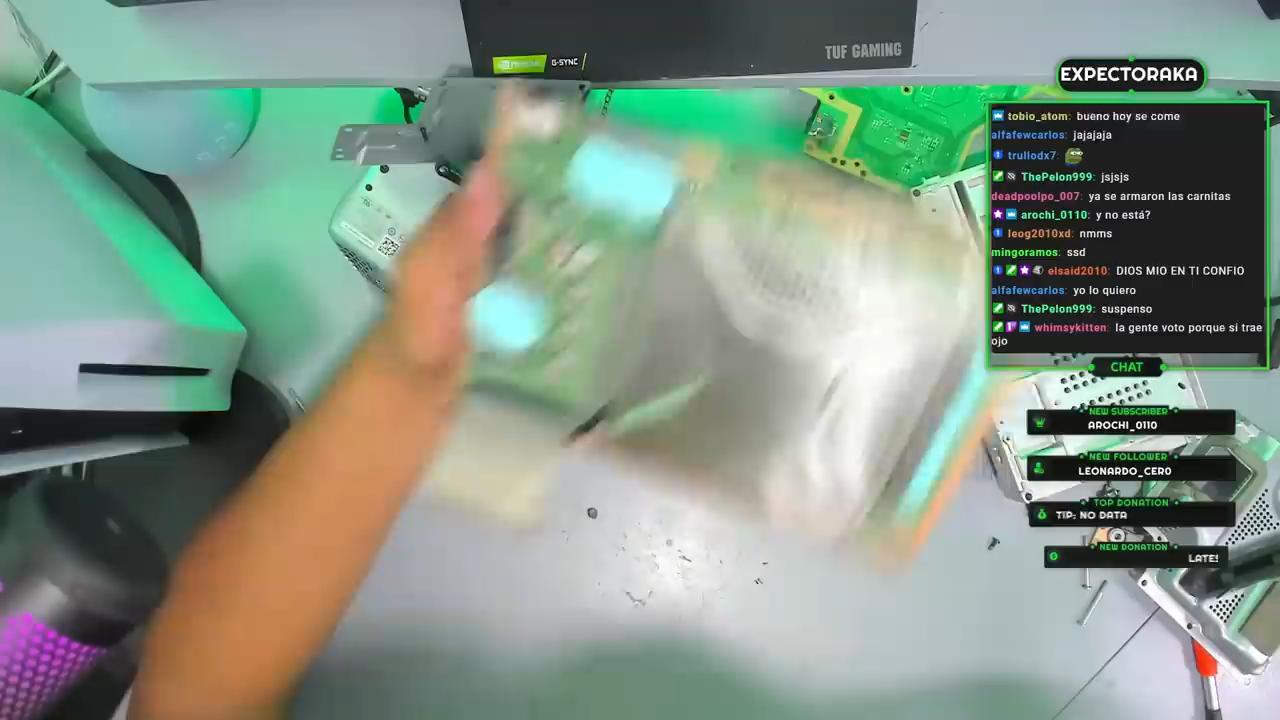 G-SYNC
TUF GAMING
EXPECTORAKA
tobio_atom: bueno hoy se come
alfafewcarlos: jajajaja
trullodx7:
ThePelon999: jsjsjs
deadpoolpo_007: ya se armaron las carnitas
arochi_0110: y no está?
leog2010xd: nmms
mingoramos: ssd
elsaid2010: DIOS MIO EN TI CONFIO
alfafewcarlos: yo lo quiero
ThePelon999: suspenso
whimsykitten: la gente voto porque si trae
ojo
CHAT
NEW SUBSCRIBER
AROCHI_0110
NEW FOLLOWER
LEONARDO_CER0
TOP DONATION
TIP: NO DATA
NEW DONATION
LATE!